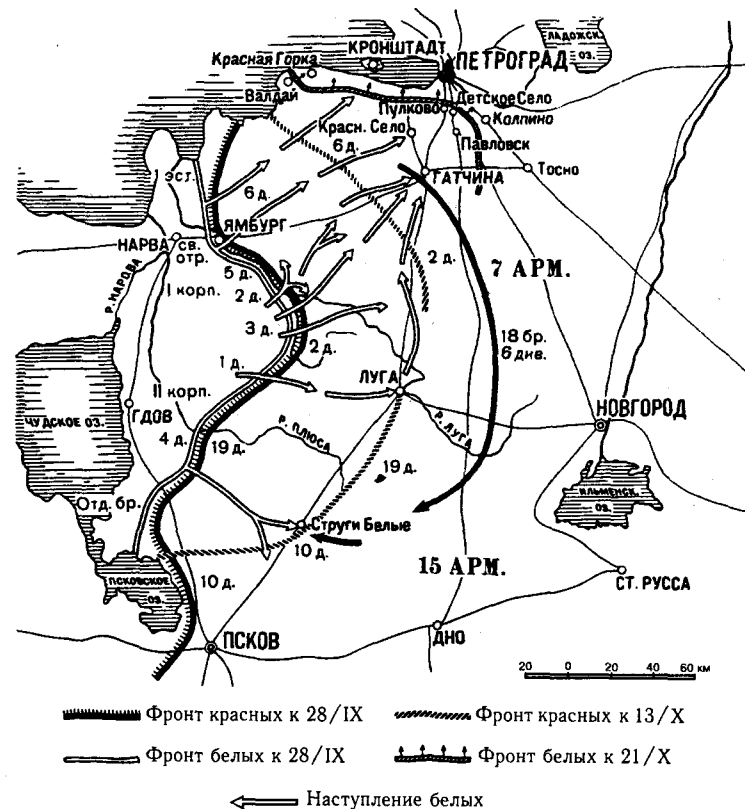 КРОНШТАДТ
ЛАДОЖСК.
ОЗ.
Красная Горка
ПЕТРОГРАД
Валдай
Детское Село
Пулково
Колпино
Красн. Село
Павловск
6 д.
ГАТЧИНА
Тосно
ЭСТ.
6 д.
ЯМБУРГ
НАРВА
СВ.
ОТР.
5 д.
2 д.
7 АРМ.
Р. НАРОВА
I корп.
2 д.
3 д.
2 д.
18 бр.
6 див.
1 д.
ЛУГА
II корп.
ГДОВ
НОВГОРОД
ЧУДСКОЕ ОЗ.
4 д.
19 д.
Р. ПЛЮСА
Р. ЛУГА
19 д.
ИЛЬМЕНСК.
ОЗ.
Отд. бр.
Струги Белые
10 д.
15 АРМ.
ПСКОВСКОЕ
ОЗ.
10 д.
СТ. РУССА
ПСКОВ
ДНО
20 0 20 40 60 км
Фронт красных к 28/IX
Фронт красных к 13/X
Фронт белых к 28/IX
Фронт белых к 21/X
Наступление белых